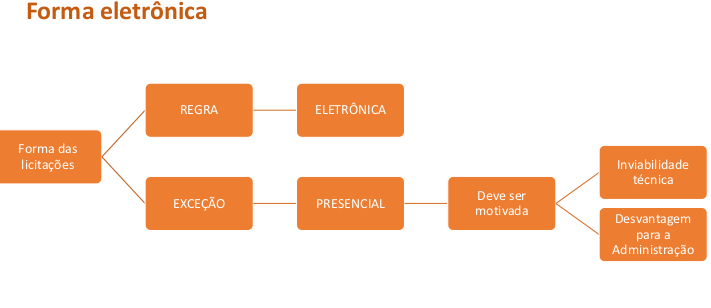 Forma eletrônica
Forma das
licitações
REGRA
ELETRÔNICA
EXCEÇÃO
PRESENCIAL
Deve ser
motivada
Inviabilidade
técnica
Desvantagem
para a
Administração